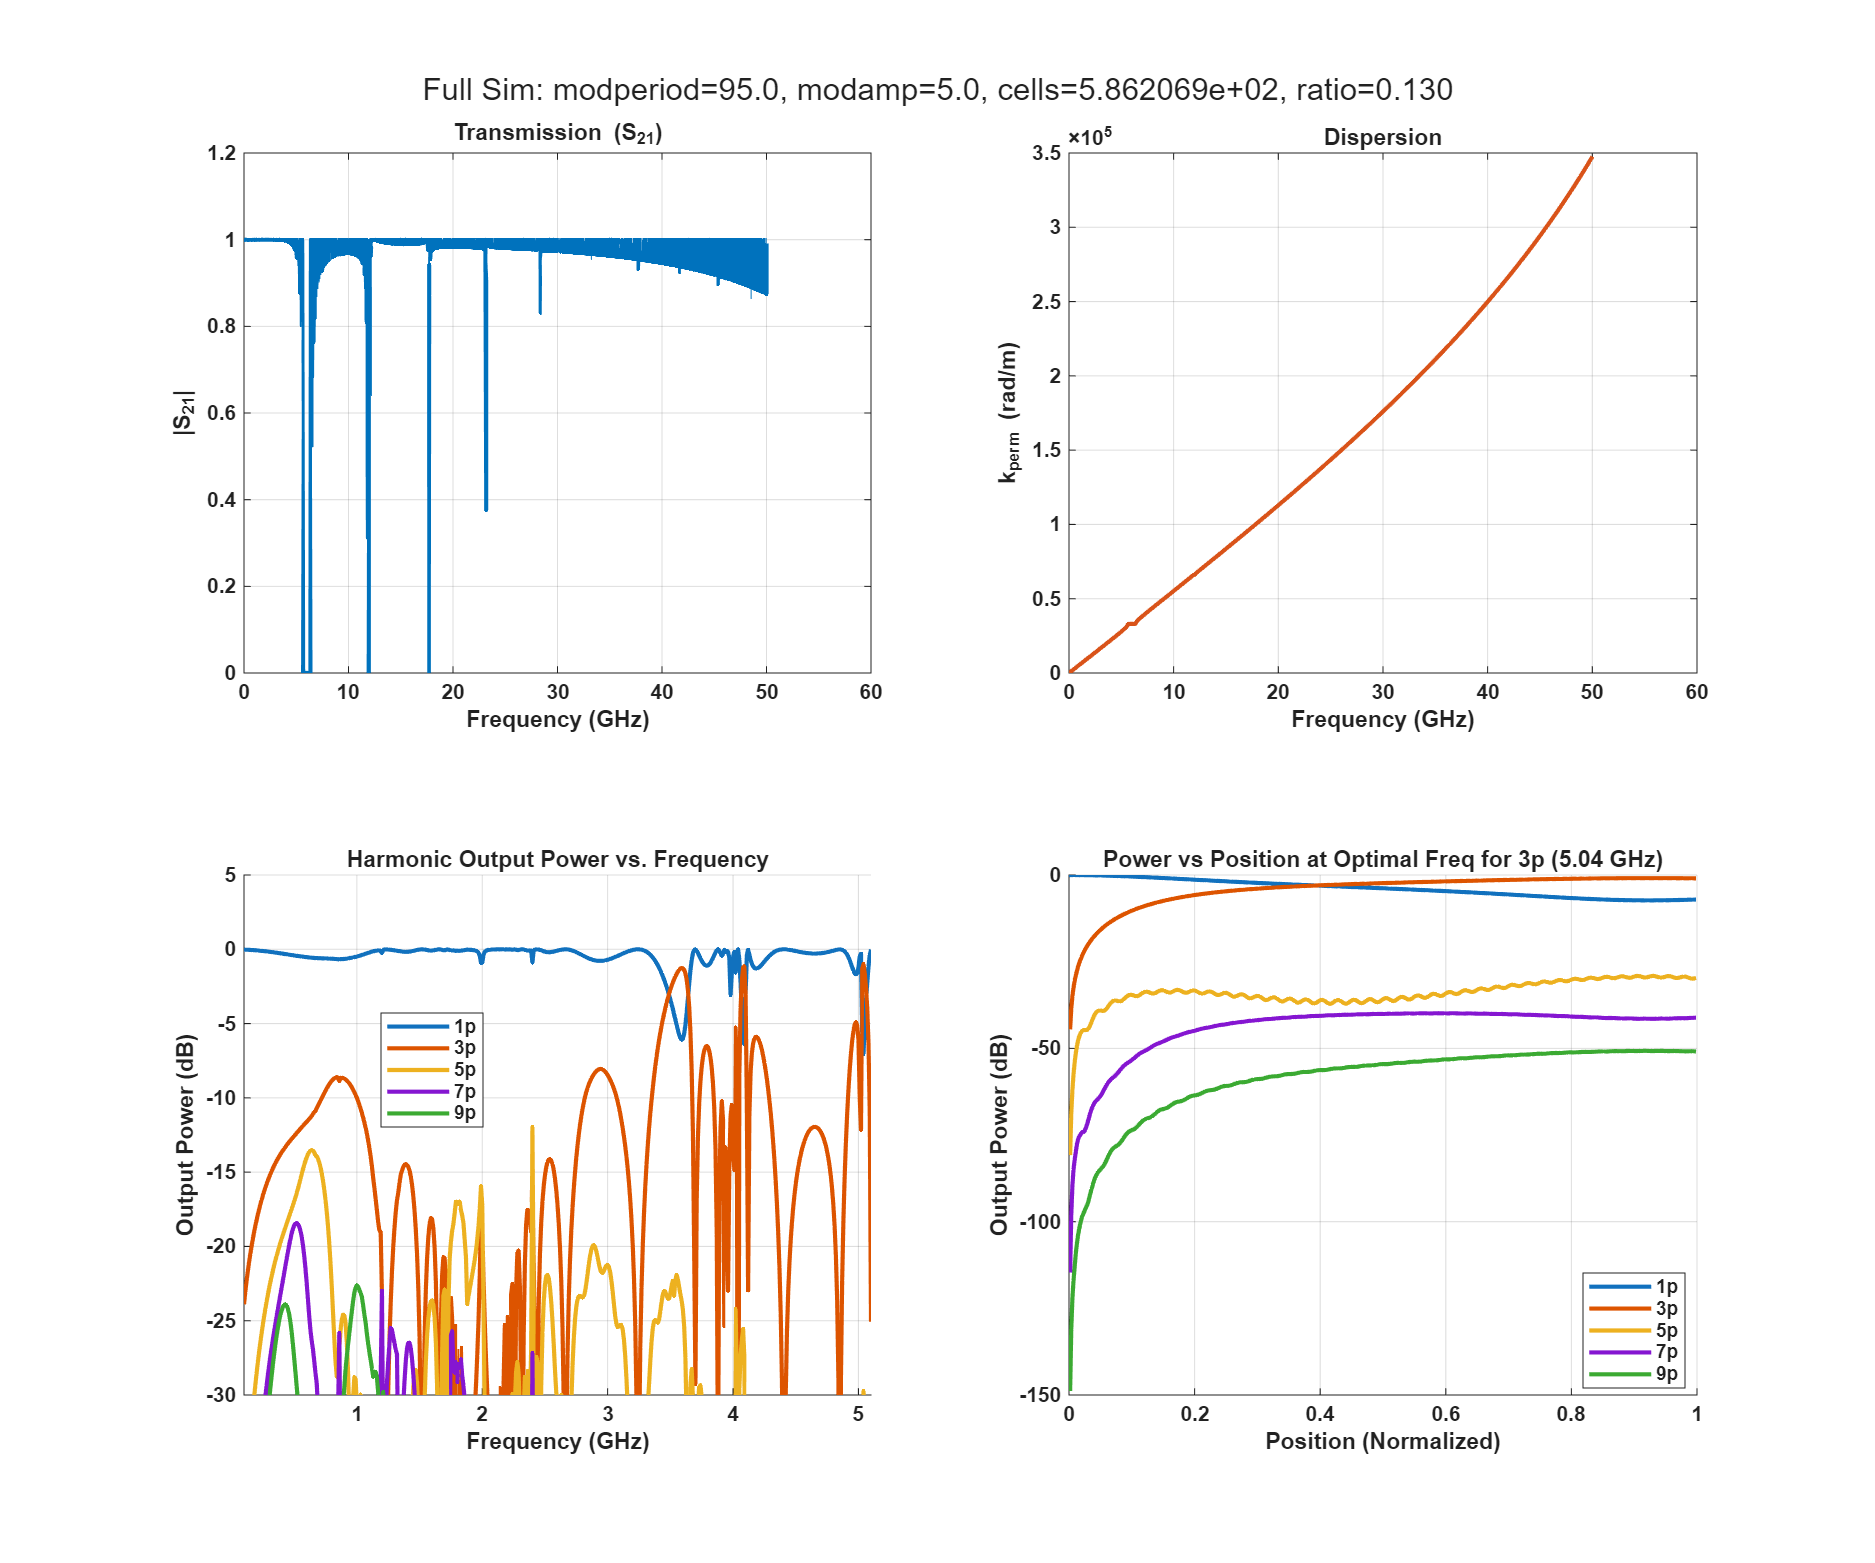 Full Sim: modperiod=95.0, modamp=5.0, cells=5.862069e+02, ratio=0.130
Transmission (S21)
1.2
1
0.8
0.6
0.4
0.2
0
|S21|
0 10 20 30 40 50 60
Frequency (GHz)
×10^5
Dispersion
3.5
3
2.5
2
1.5
1
0.5
0
kperm (rad/m)
0 10 20 30 40 50 60
Frequency (GHz)
Harmonic Output Power vs. Frequency
5
0
-5
-10
-15
-20
-25
-30
Output Power (dB)
1p
3p
5p
7p
9p
1 2 3 4 5
Frequency (GHz)
Power vs Position at Optimal Freq for 3p (5.04 GHz)
0
-50
-100
-150
Output Power (dB)
1p
3p
5p
7p
9p
0 0.2 0.4 0.6 0.8 1
Position (Normalized)